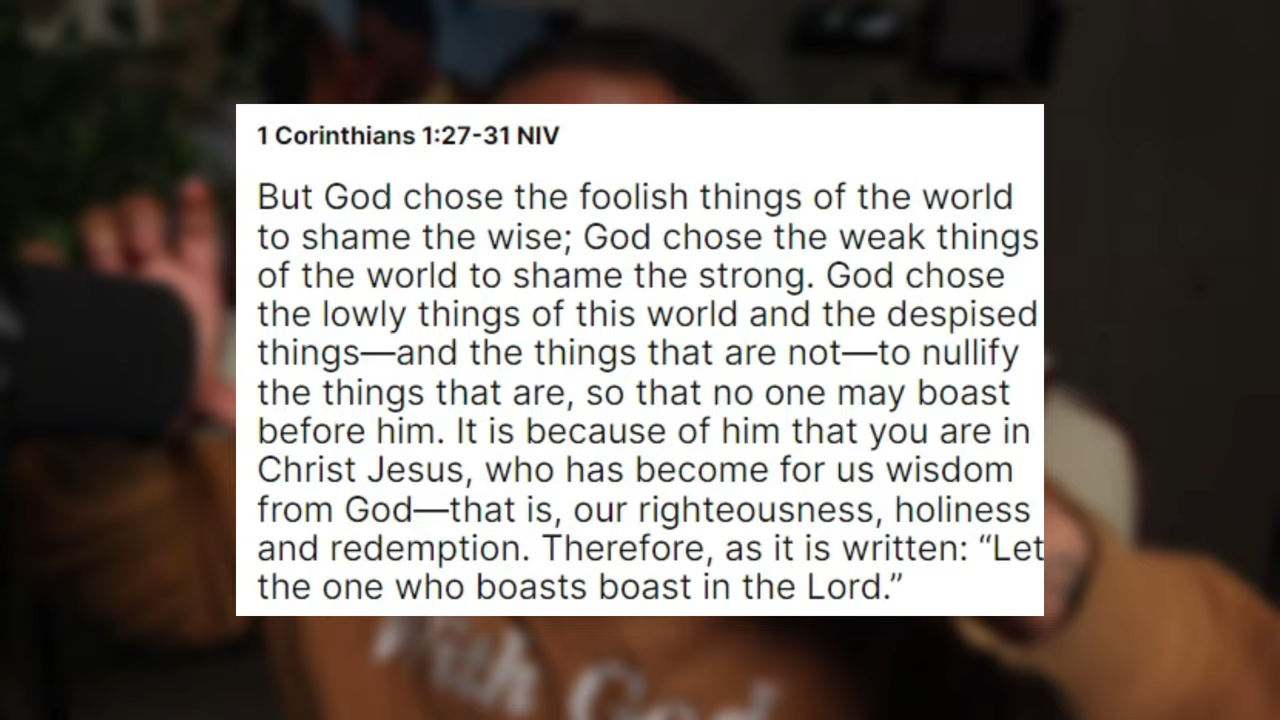 1 Corinthians 1:27-31 NIV
But God chose the foolish things of the world
to shame the wise; God chose the weak things
of the world to shame the strong. God chose
the lowly things of this world and the despised
things—and the things that are not—to nullify
the things that are, so that no one may boast
before him. It is because of him that you are in
Christ Jesus, who has become for us wisdom
from God—that is, our righteousness, holiness
and redemption. Therefore, as it is written: “Let
the one who boasts boast in the Lord.”
With God